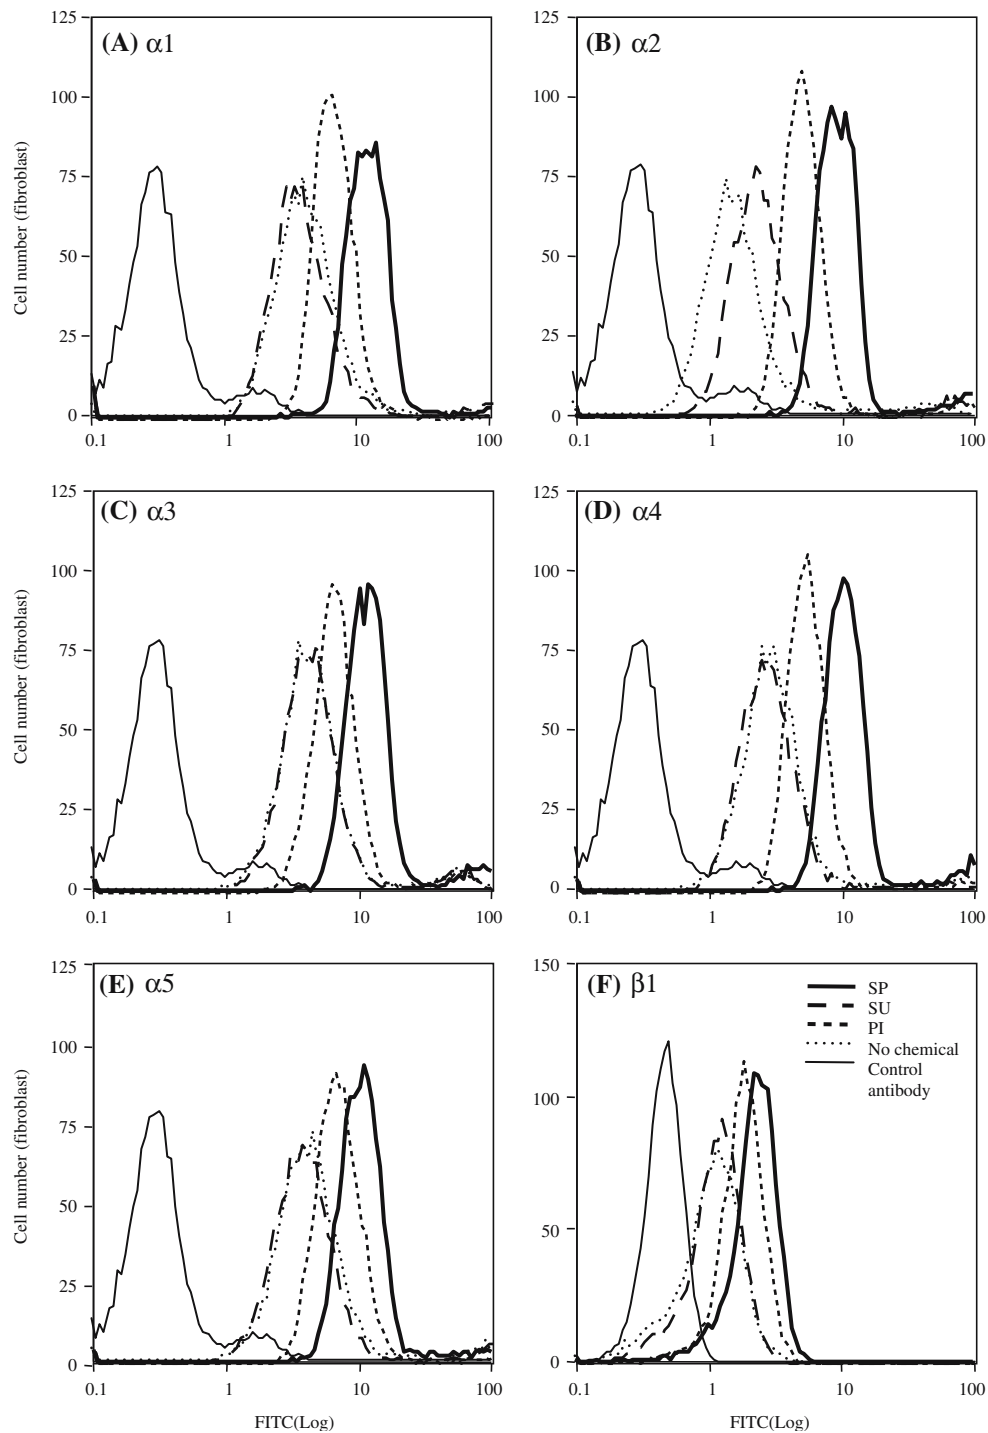 (A) α1
125
100
75
50
25
0
0.1 1 10 100
Cell number (fibroblast)
(B) α2
125
100
75
50
25
0
0.1 1 10 100
(C) α3
125
100
75
50
25
0
0.1 1 10 100
Cell number (fibroblast)
(D) α4
125
100
75
50
25
0
0.1 1 10 100
(E) α5
125
100
75
50
25
0
0.1 1 10 100
Cell number (fibroblast)
FITC(Log)
(F) β1
150
100
50
0
0.1 1 10 100
FITC(Log)
SP
SU
PI
No chemical
Control
antibody